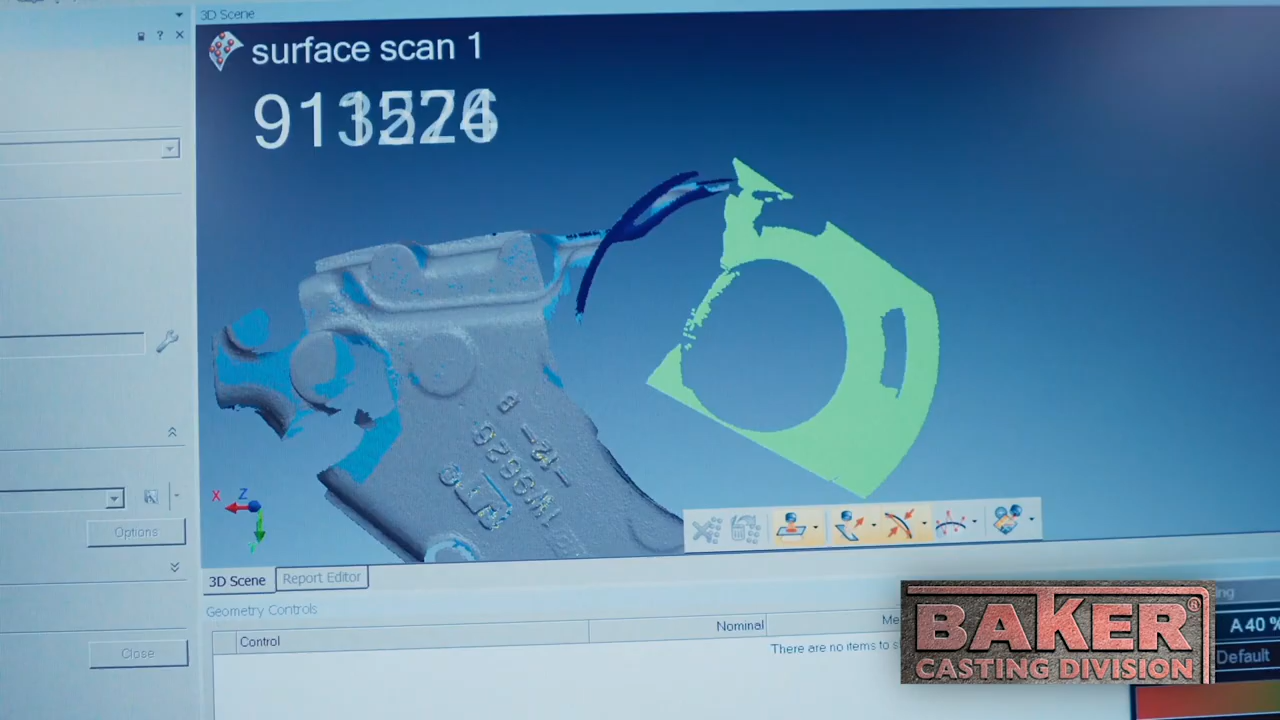 3D Scene
surface scan 1
Options
Close
3D Scene
Report Editor
Geometry Controls
Control
Nominal
There are no items to
BAKER®
CASTING DIVISION
A 40 %
Default